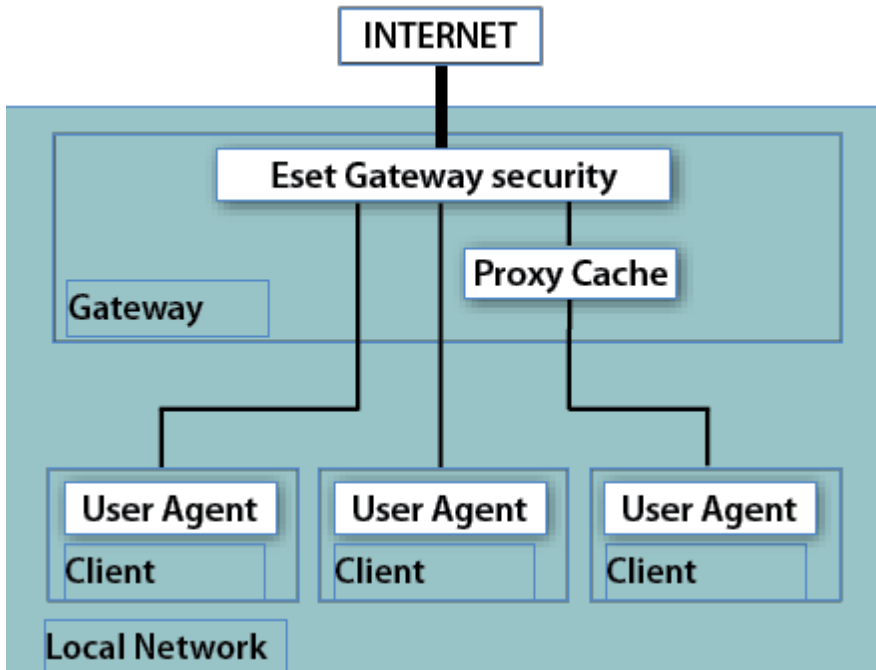 INTERNET
Eset Gateway security
Proxy Cache
Gateway
User Agent
User Agent
User Agent
Client
Client
Client
Local Network